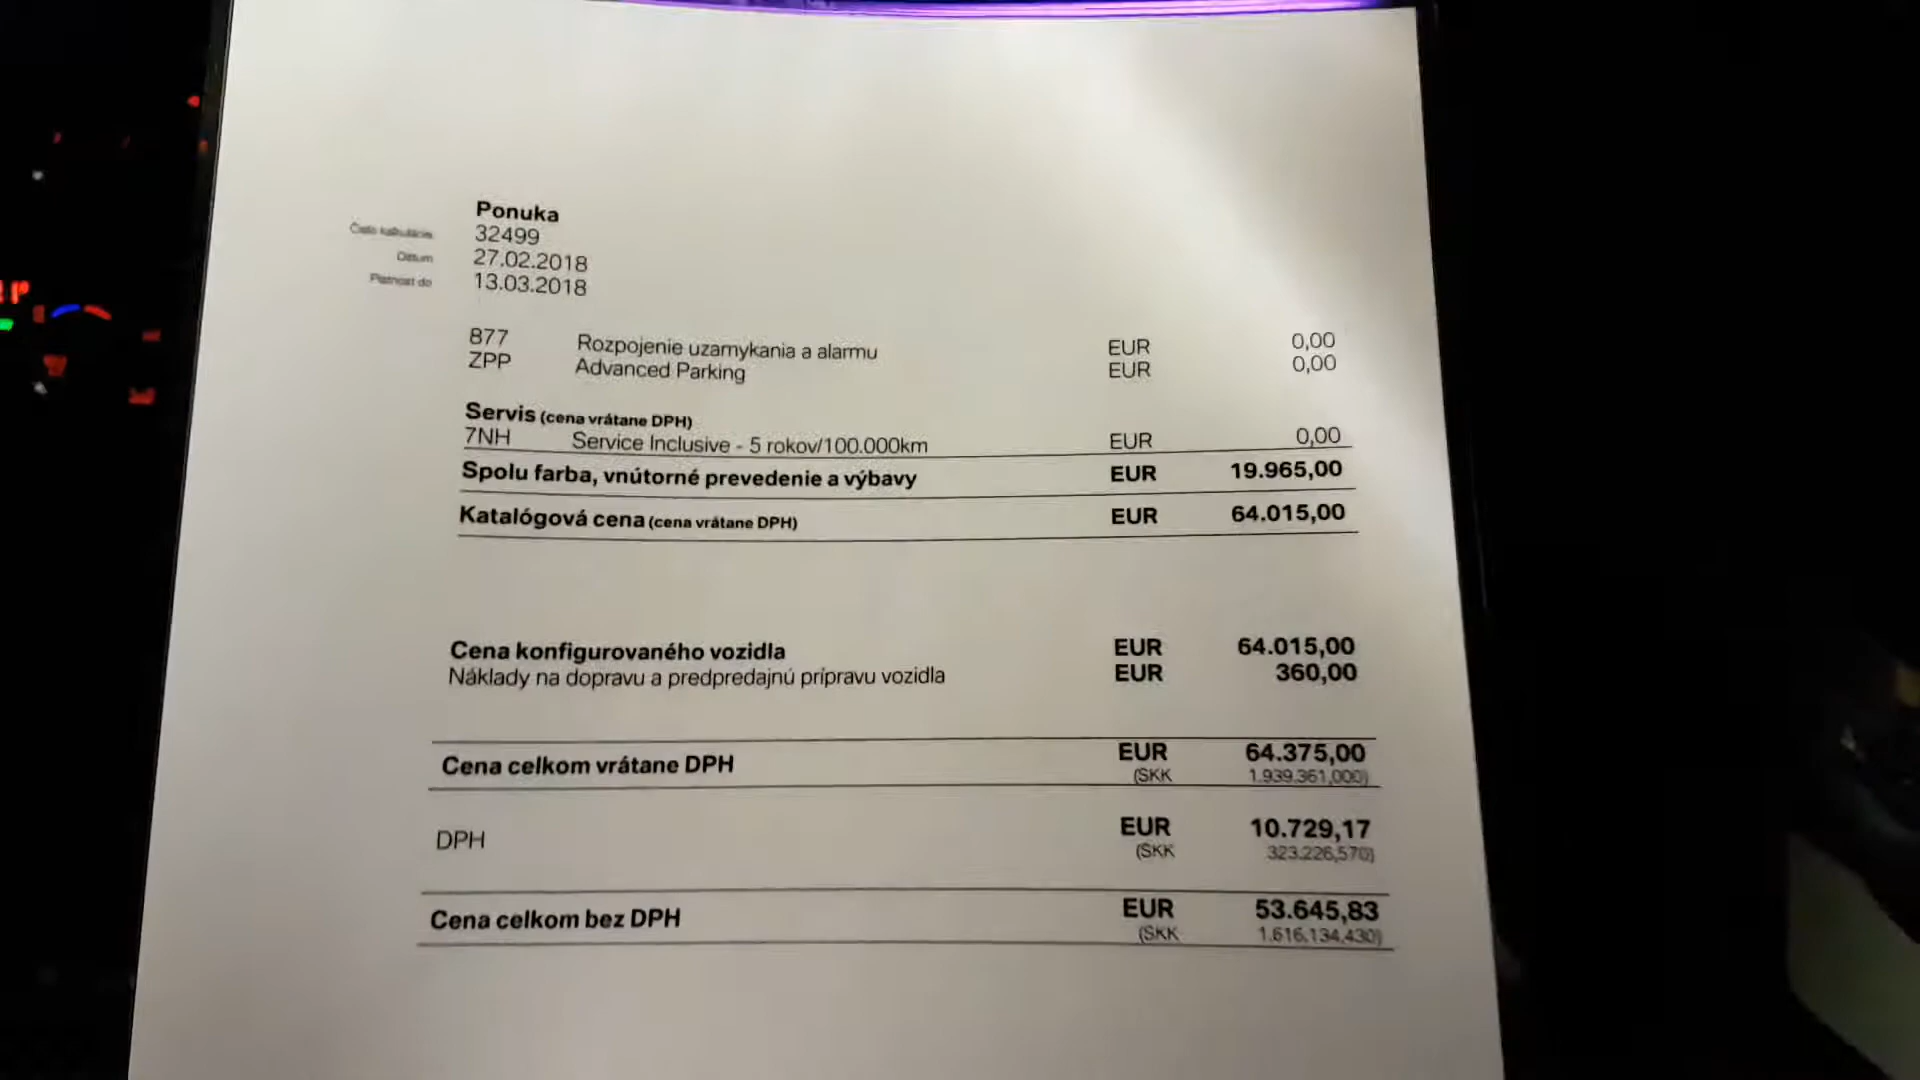 Ponuka
Číslo kalkulácie 32499
Dátum 27.02.2018
Platnosť do 13.03.2018
877 Rozpojenie uzamykania a alarmu EUR 0,00
ZPP Advanced Parking EUR 0,00
Servis (cena vrátane DPH)
7NH Service Inclusive - 5 rokov/100.000km EUR 0,00
Spolu farba, vnútorné prevedenie a výbavy EUR 19.965,00
Katalógová cena (cena vrátane DPH) EUR 64.015,00
Cena konfigurovaného vozidla EUR 64.015,00
Náklady na dopravu a predpredajnú prípravu vozidla EUR 360,00
Cena celkom vrátane DPH EUR 64.375,00
(SKK 1.939.361,000)
DPH EUR 10.729,17
(SKK 323.226,570)
Cena celkom bez DPH EUR 53.645,83
(SKK 1.616.134,430)